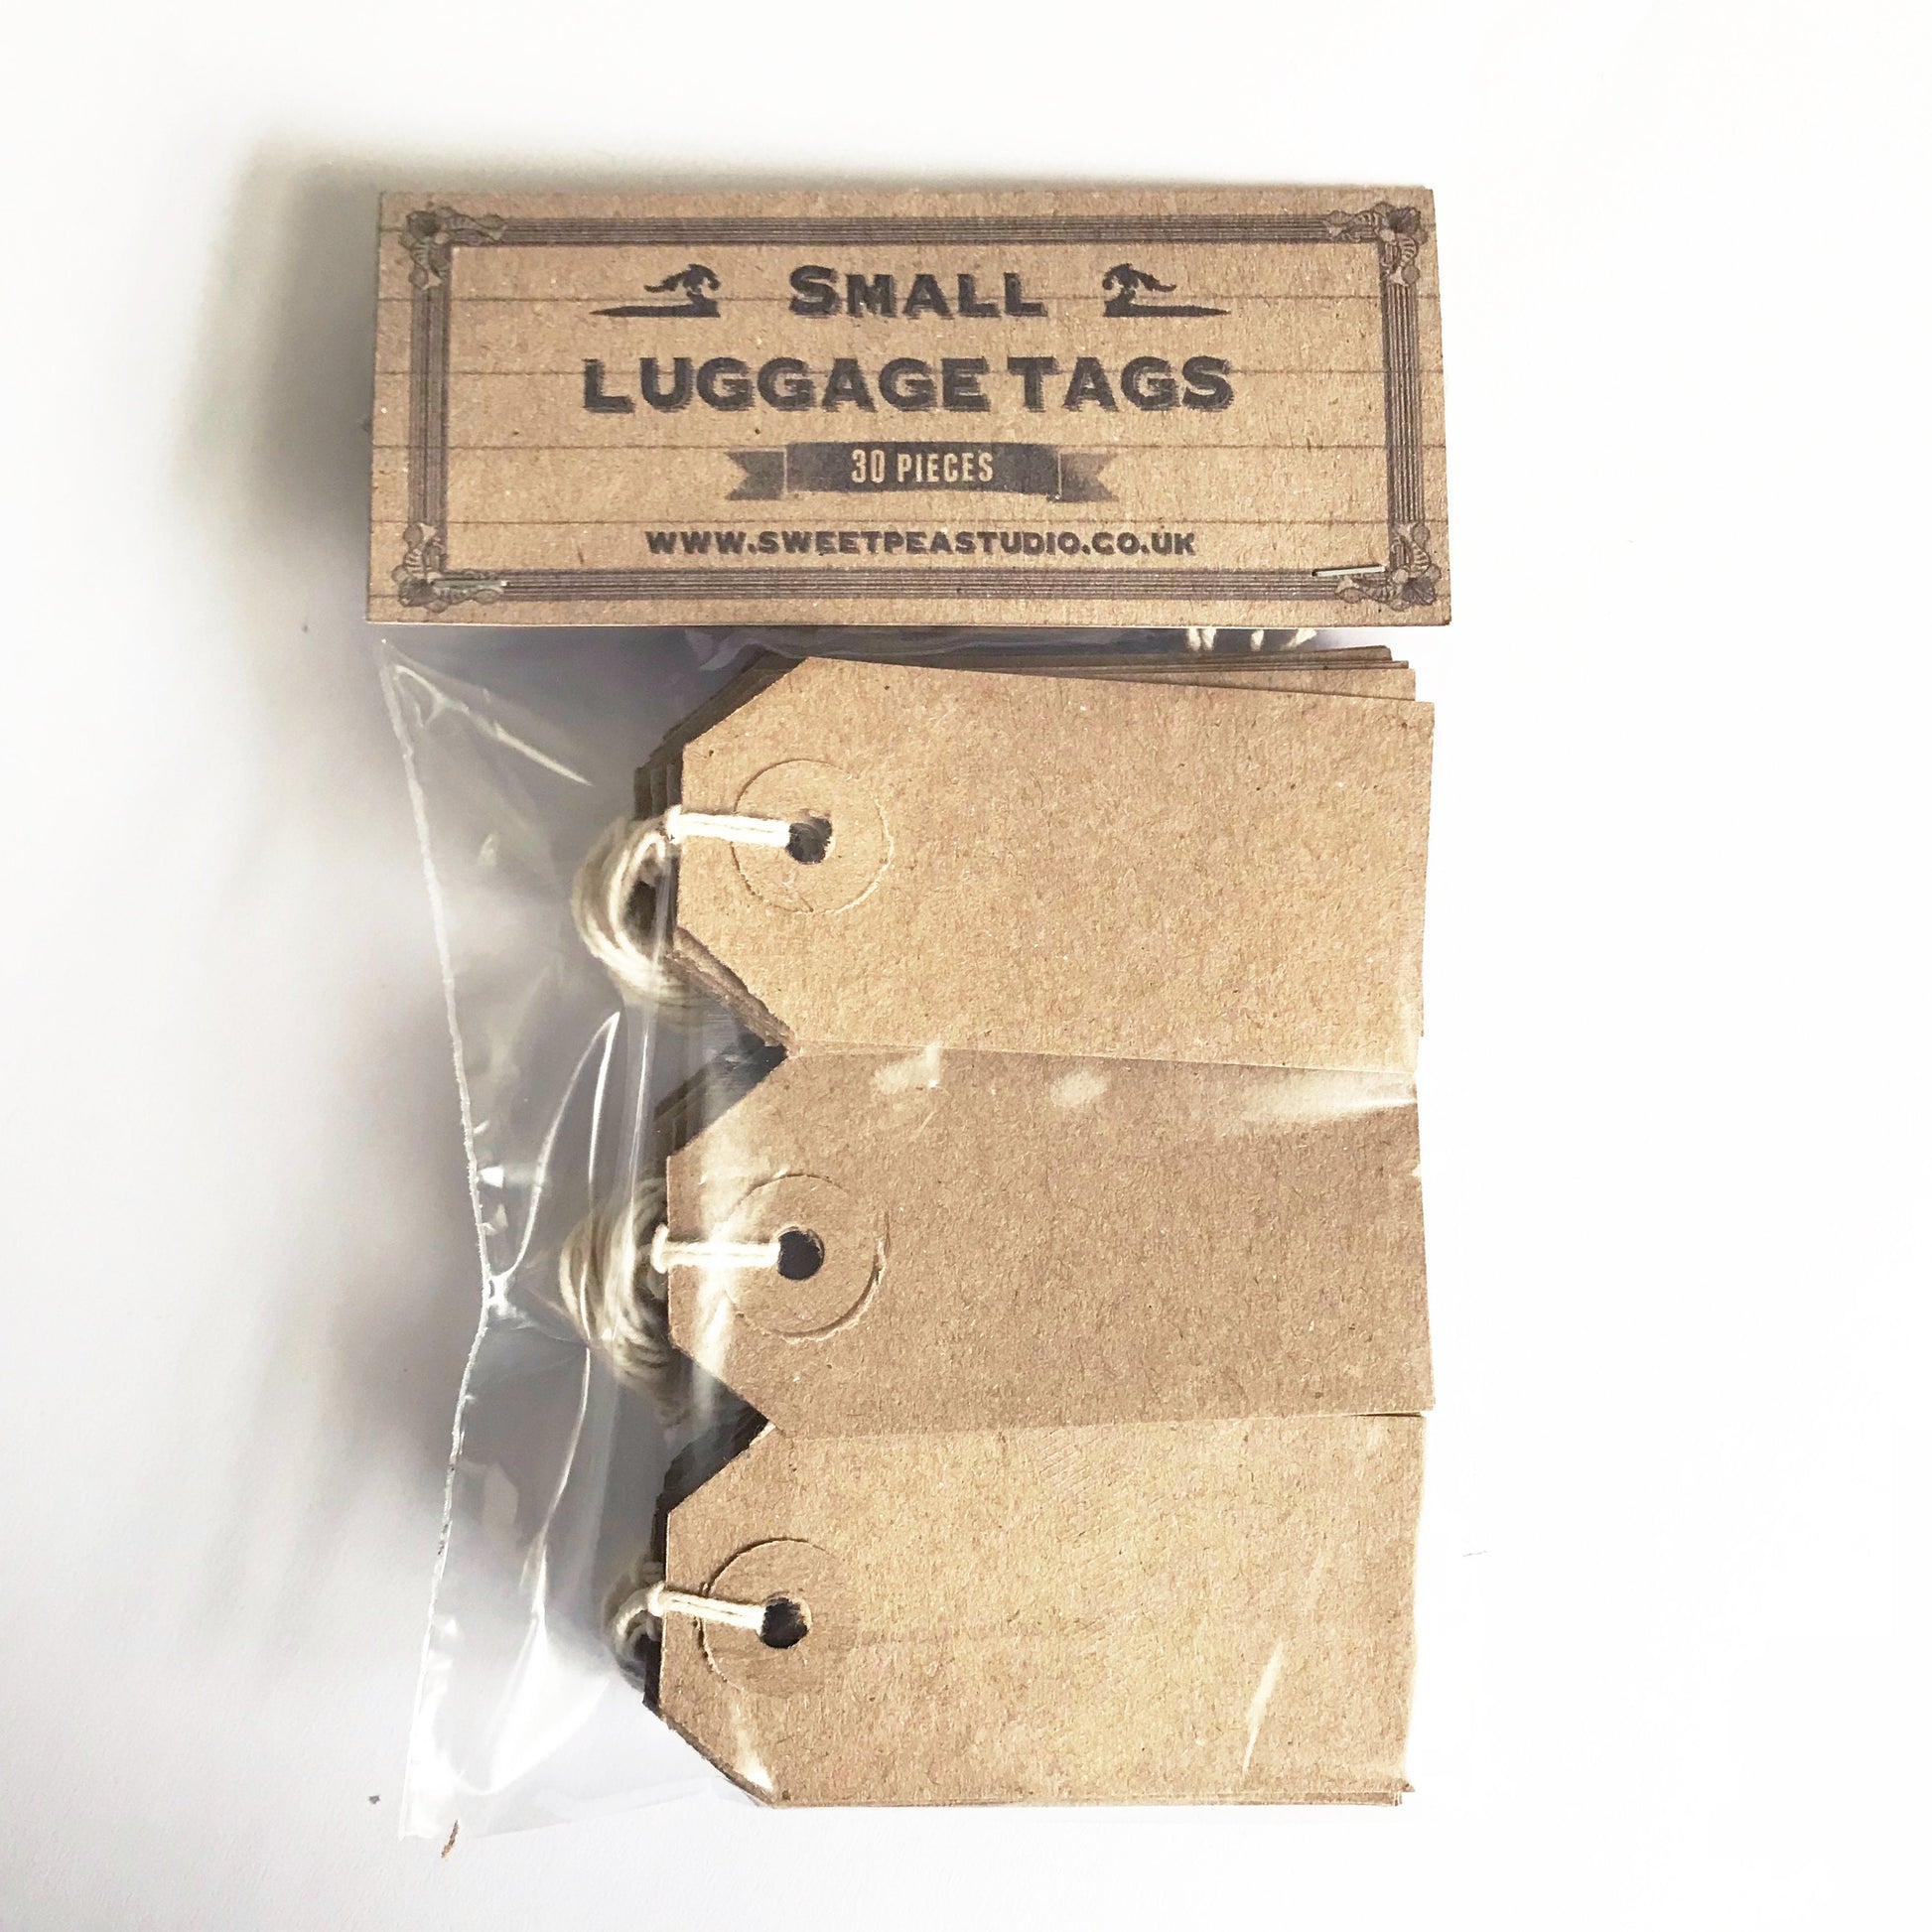 SMALL
LUGGAGE TAGS
30 PIECES
WWW.SWEETPEASTUDIO.CO.UK